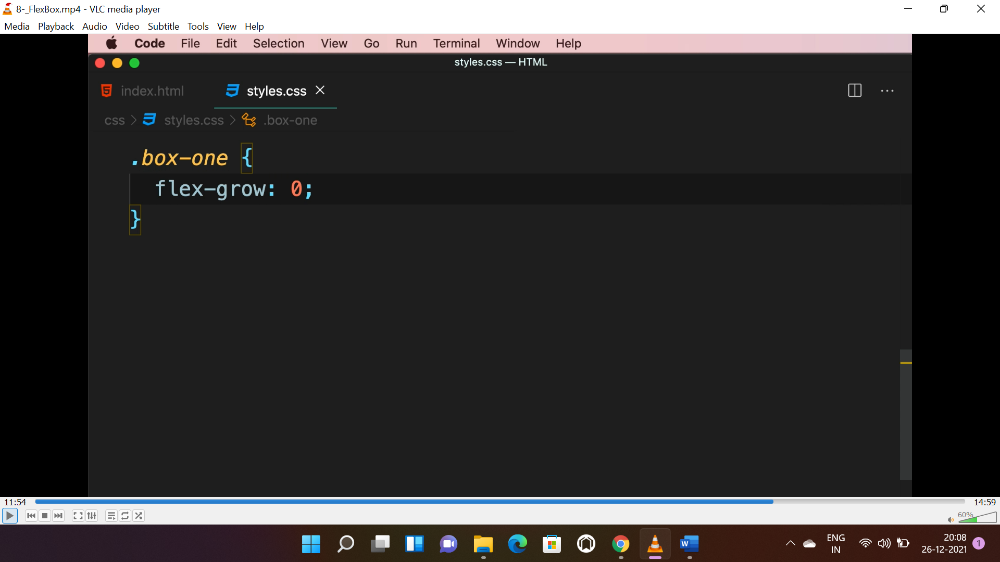 8-_FlexBox.mp4 - VLC media player
Media Playback Audio Video Subtitle Tools View Help
Code File Edit Selection View Go Run Terminal Window Help
styles.css — HTML
index.html styles.css
css > styles.css > .box-one
.box-one {
flex-grow: 0;
}
11:54 14:59
60%
W
ENG
IN
20:08
26-12-2021
1